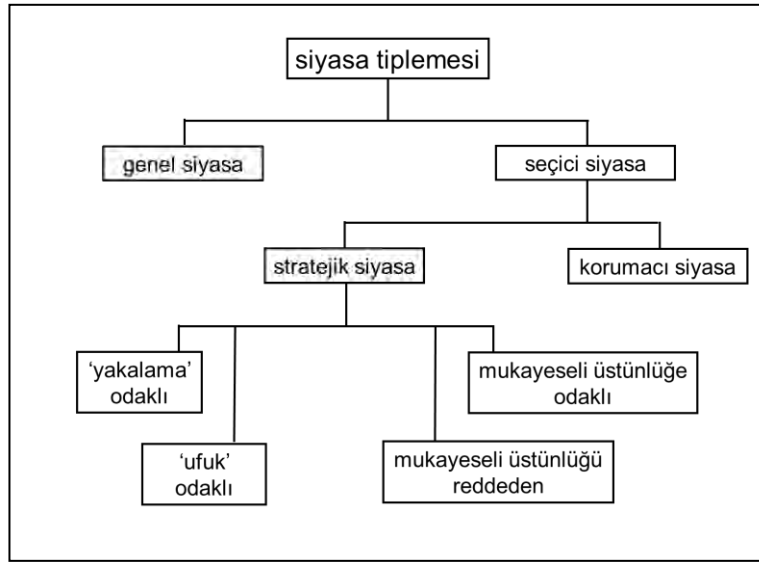 siyasa tiplemesi
genel siyasa
seçici siyasa
stratejik siyasa
korumacı siyasa
‘yakalama’
odaklı
mukayeseli üstünlüğe
odaklı
‘ufuk’
odaklı
mukayeseli üstünlüğü
reddeden